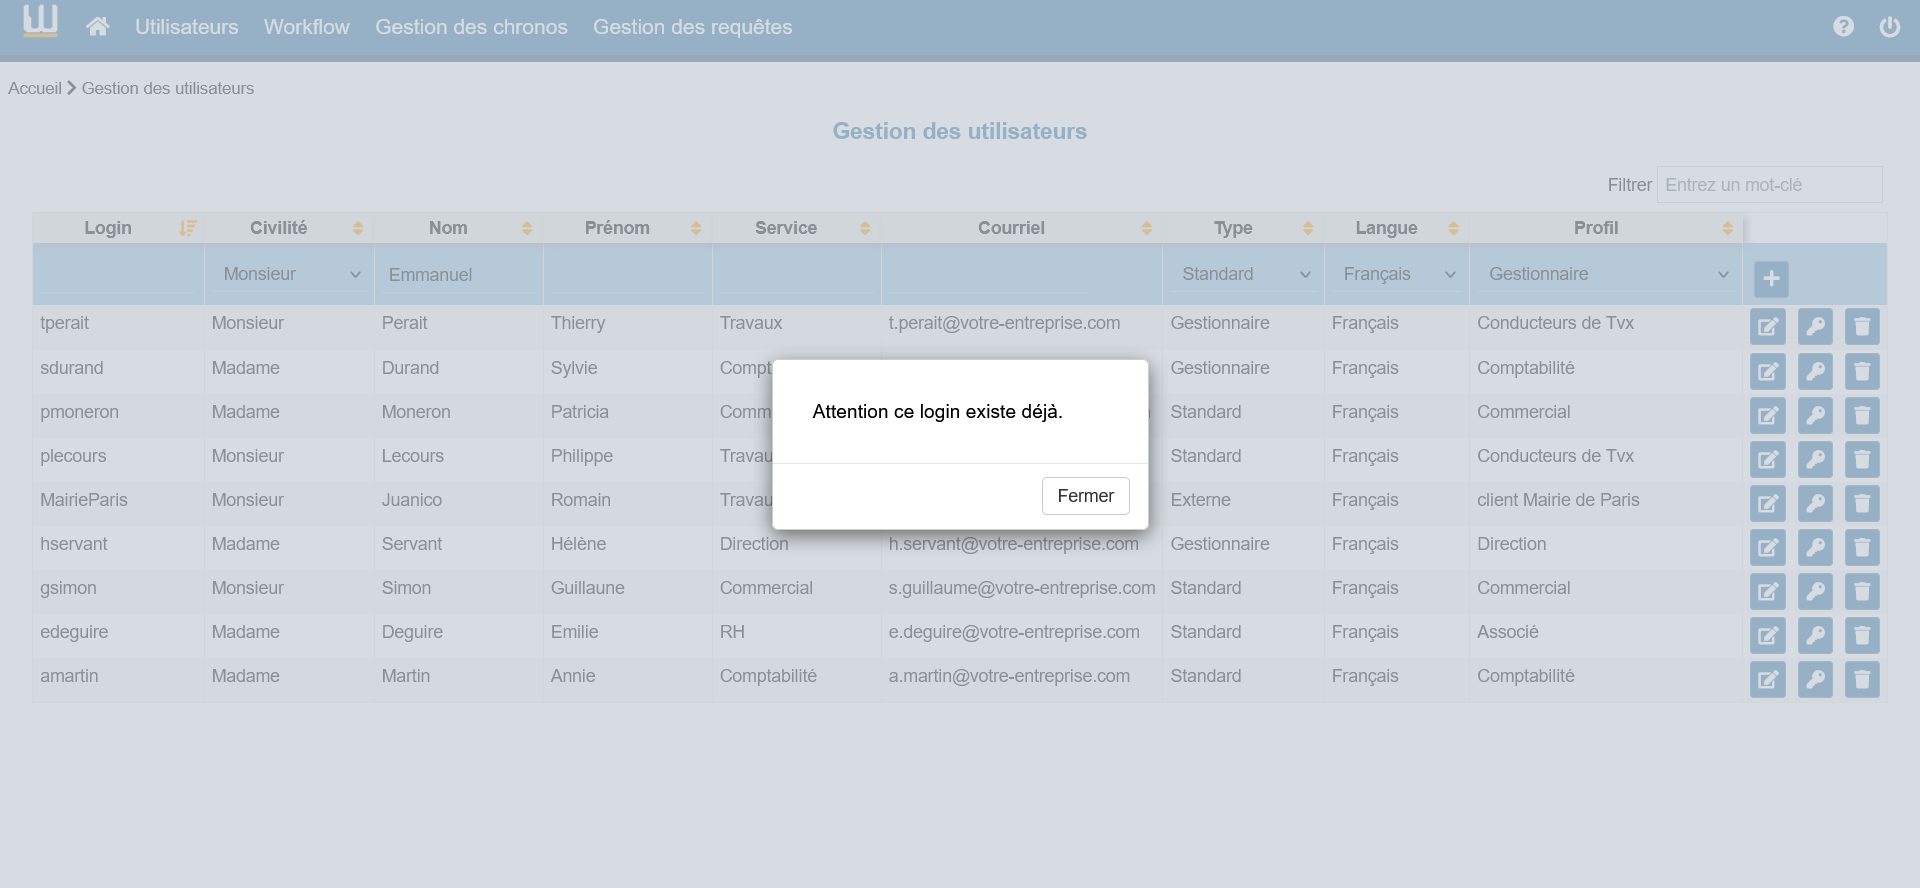 Utilisateurs Workflow Gestion des chronos Gestion des requêtes
Accueil Gestion des utilisateurs
Gestion des utilisateurs
Filtrer Entrez un mot-clé
Login Civilité Nom Prénom Service Courriel Type Langue Profil
Monsieur Emmanuel Standard Français Gestionnaire
tperait Monsieur Perait Thierry Travaux t.perait@votre-entreprise.com Gestionnaire Français Conducteurs de Tvx
sdurand Madame Durand Sylvie Compt Gestionnaire Français Comptabilité
pmoneron Madame Moneron Patricia Comm Standard Français Commercial
Attention ce login existe déjà.
plecours Monsieur Lecours Philippe Travau Standard Français Conducteurs de Tvx
MairieParis Monsieur Juanico Romain Travau Externe Français client Mairie de Paris
Fermer
hservant Madame Servant Hélène Direction h.servant@votre-entreprise.com Gestionnaire Français Direction
gsimon Monsieur Simon Guillaune Commercial s.guillaume@votre-entreprise.com Standard Français Commercial
edeguire Madame Deguire Emilie RH e.deguire@votre-entreprise.com Standard Français Associé
amartin Madame Martin Annie Comptabilité a.martin@votre-entreprise.com Standard Français Comptabilité